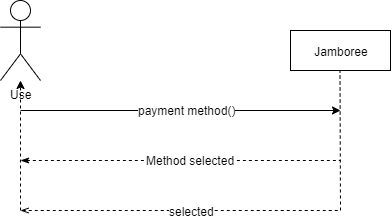 Jamboree
Use
payment method()
Method selected
selected